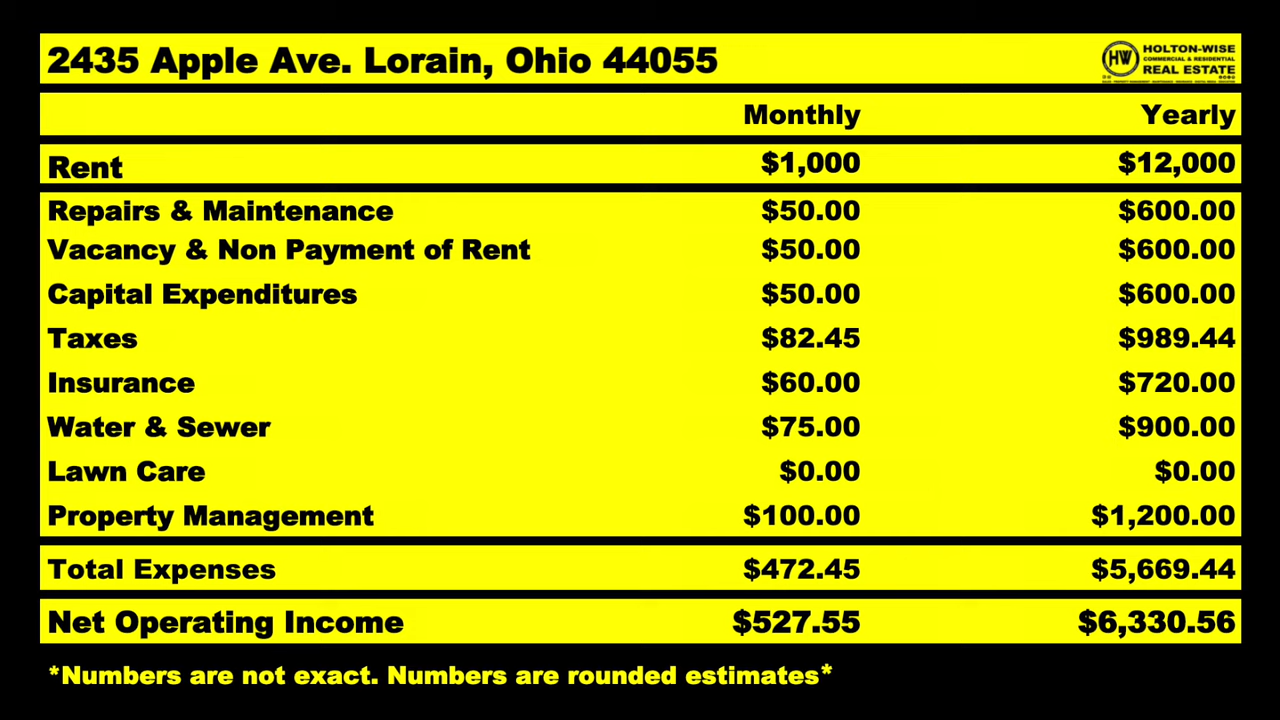 2435 Apple Ave. Lorain, Ohio 44055
HW
HOLTON-WISE
COMMERCIAL & RESIDENTIAL
REAL ESTATE
Monthly Yearly
Rent $1,000 $12,000
Repairs & Maintenance $50.00 $600.00
Vacancy & Non Payment of Rent $50.00 $600.00
Capital Expenditures $50.00 $600.00
Taxes $82.45 $989.44
Insurance $60.00 $720.00
Water & Sewer $75.00 $900.00
Lawn Care $0.00 $0.00
Property Management $100.00 $1,200.00
Total Expenses $472.45 $5,669.44
Net Operating Income $527.55 $6,330.56
*Numbers are not exact. Numbers are rounded estimates*